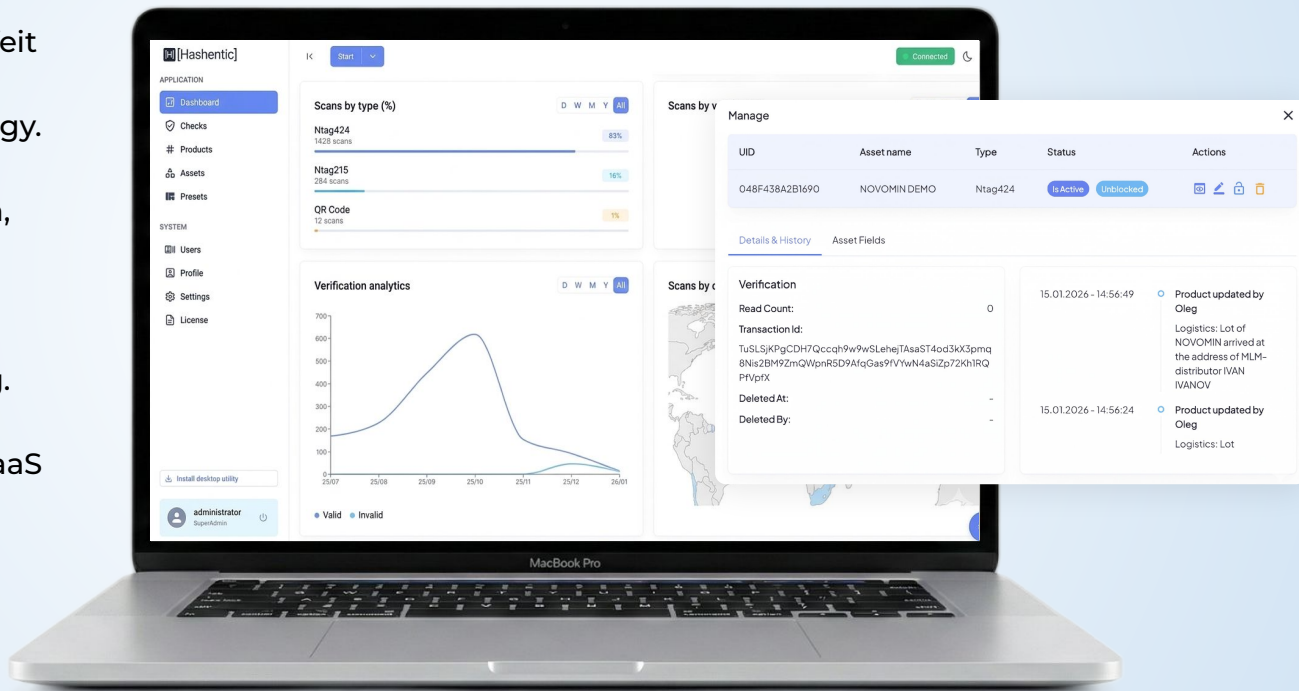 eit
gy.
,
.
aaS
[H] [Hashentic]
APPLICATION
Dashboard
Checks
Products
Assets
Presets
SYSTEM
Users
Profile
Settings
License
Install desktop utility
administrator
SuperAdmin
Start
Connected
Scans by type (%)
D W M Y All
Ntag424
1428 scans
83%
Ntag215
284 scans
16%
QR Code
12 scans
1%
Scans by v
Verification analytics
D W M Y All
700
600
500
400
300
200
100
0
25/07 25/08 25/09 25/10 25/11 25/12 26/01
Valid Invalid
Scans by c
Manage
UID Asset name Type Status Actions
048F438A2B1690 NOVOMIN DEMO Ntag424 Is Active Unblocked
Details & History Asset Fields
Verification
Read Count: 0
Transaction Id:
TuSLSjKPgCDH7Qccqh9w9wSLehejTAsaST4od3kX3pmq
8Nis2BM9ZmQWpnR5D9AfqGas9fVYwN4aSiZp72Kh1RQ
PfVpfX
Deleted At: -
Deleted By: -
15.01.2026 - 14:56:49 Product updated by
Oleg
Logistics: Lot of
NOVOMIN arrived at
the address of MLM-
distributor IVAN
IVANOV
15.01.2026 - 14:56:24 Product updated by
Oleg
Logistics: Lot
MacBook Pro